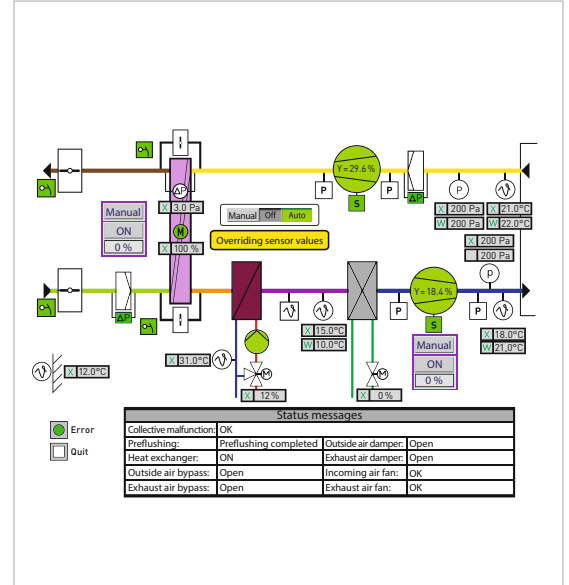 Y=29.6 %
P
P
P
S
ΔP
ΔP
X 3.0 Pa
Manual
ON
0 %
M
X 100 %
Manual Off Auto
Overriding sensor values
X 200 Pa
W 200 Pa
X 21.0°C
W 22.0°C
X 200 Pa
200 Pa
P
Y=18.4 %
P
P
S
ΔP
X 15.0°C
W 10.0°C
X 18.0°C
W 21,0°C
Manual
ON
0 %
X 12.0°C
X 31.0°C
M
M
X 12 %
X 0 %
Error
Quit
Status messages
Collective malfunction: OK
Preflushing: Preflushing completed Outside air damper: Open
Heat exchanger: ON Exhaust air damper: Open
Outside air bypass: Open Incoming air fan: OK
Exhaust air bypass: Open Exhaust air fan: OK